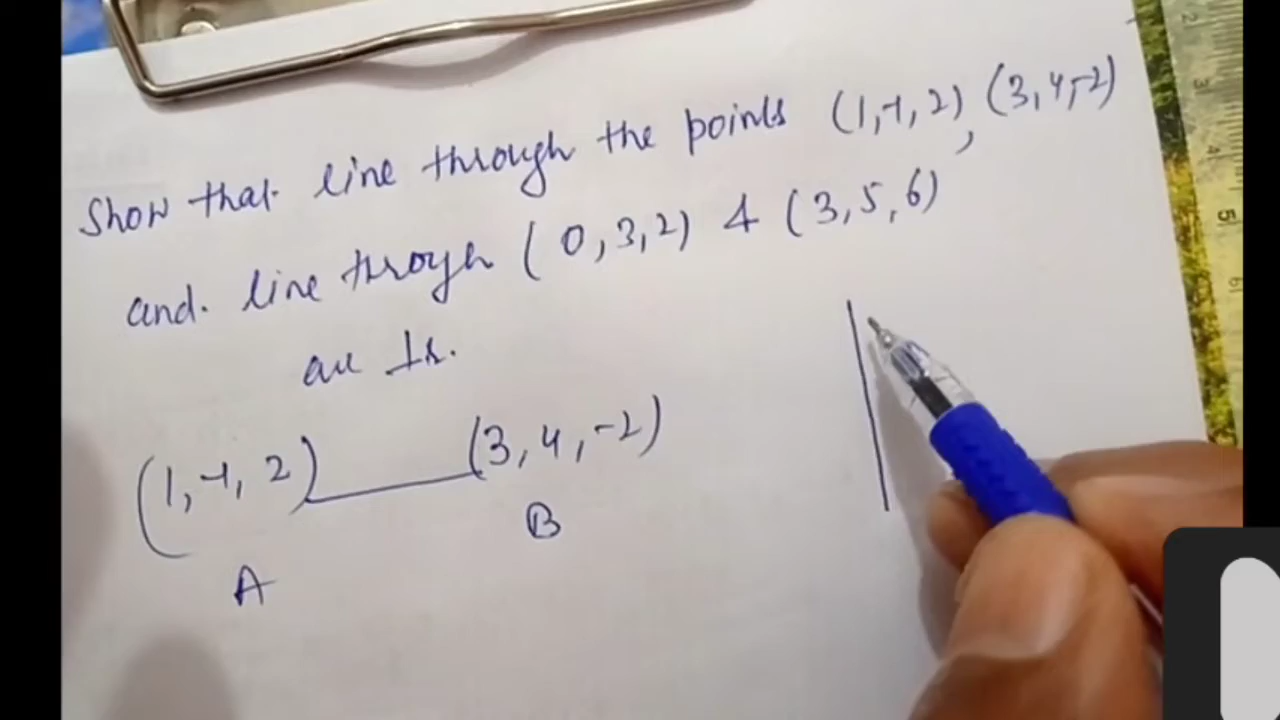 Show that line through the points (1,-1,2), (3,4,-2)
and. line through (0,3,2) & (3,5,6)
are ⊥r.
(1,-1,2) (3,4,-2)
A B